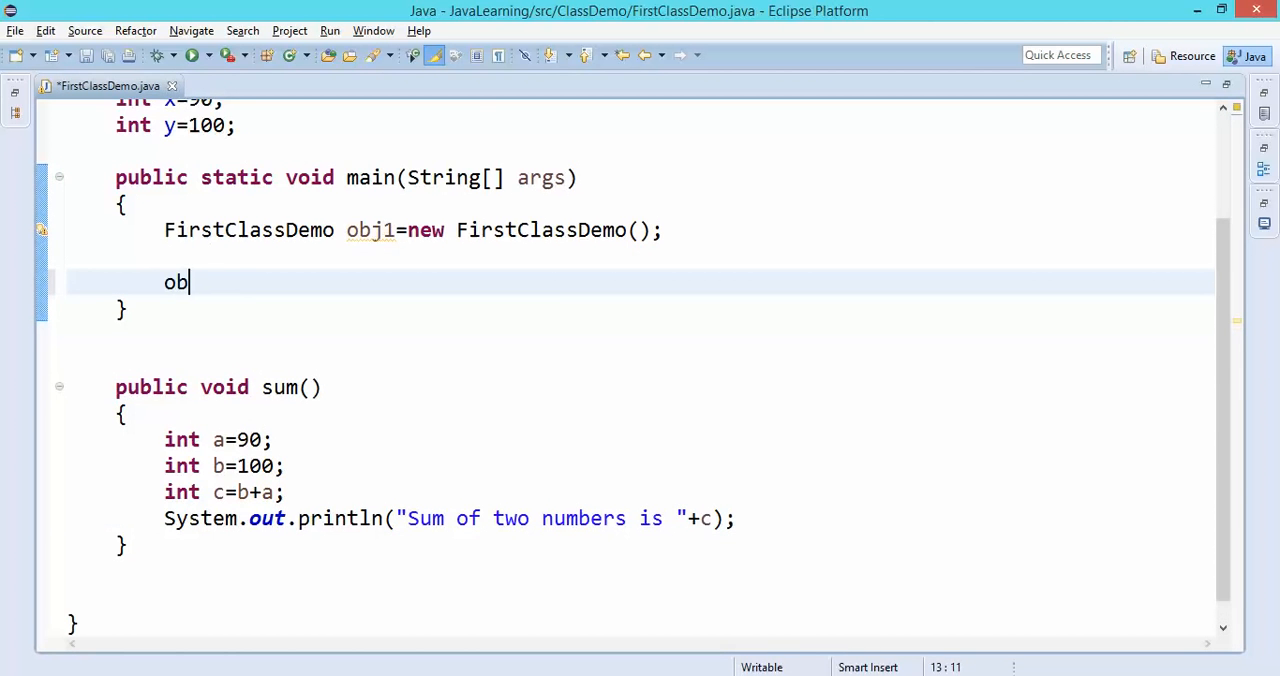 Java - JavaLearning/src/ClassDemo/FirstClassDemo.java - Eclipse Platform
File Edit Source Refactor Navigate Search Project Run Window Help
Quick Access Resource Java
*FirstClassDemo.java
int x=90;
int y=100;
public static void main(String[] args)
{
FirstClassDemo obj1=new FirstClassDemo();
ob
}
public void sum()
{
int a=90;
int b=100;
int c=b+a;
System.out.println("Sum of two numbers is "+c);
}
}
Writable Smart Insert 13 : 11